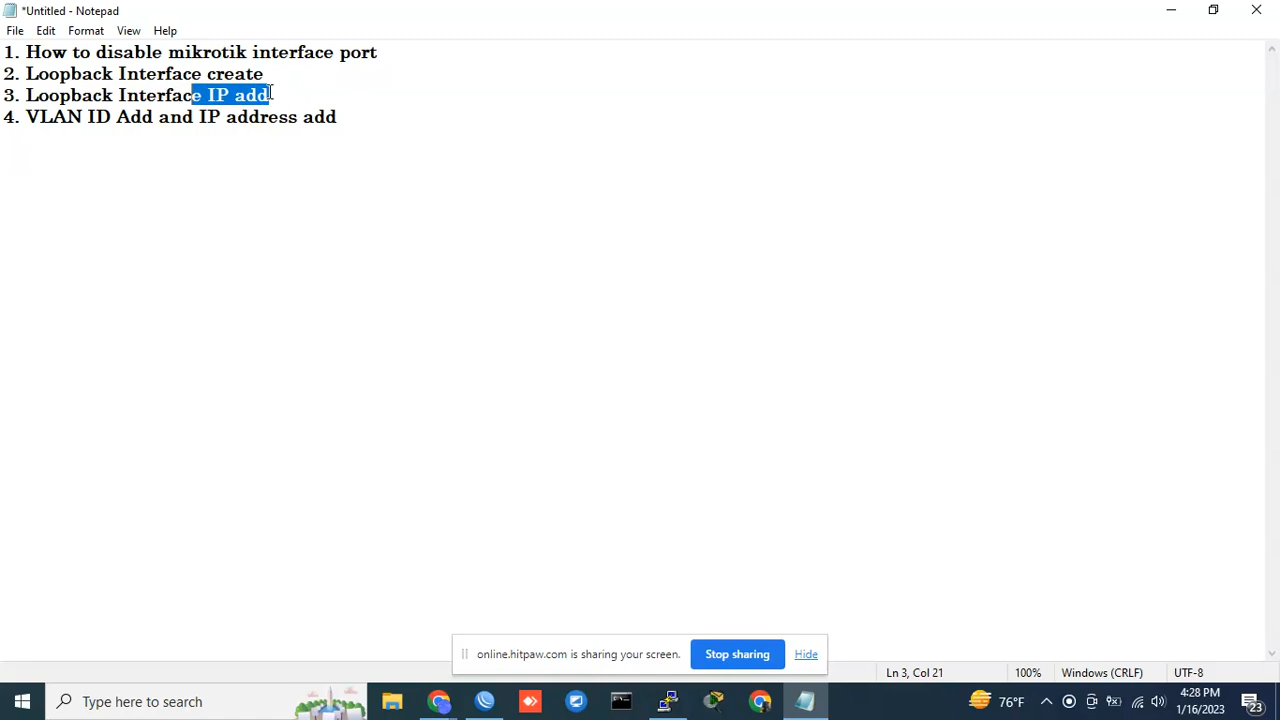 *Untitled - Notepad
File Edit Format View Help
1. How to disable mikrotik interface port
2. Loopback Interface create
3. Loopback Interface IP add
4. VLAN ID Add and IP address add
online.hitpaw.com is sharing your screen. Stop sharing Hide
Ln 3, Col 21 100% Windows (CRLF) UTF-8
Type here to search 76°F 4:28 PM
1/16/2023 23